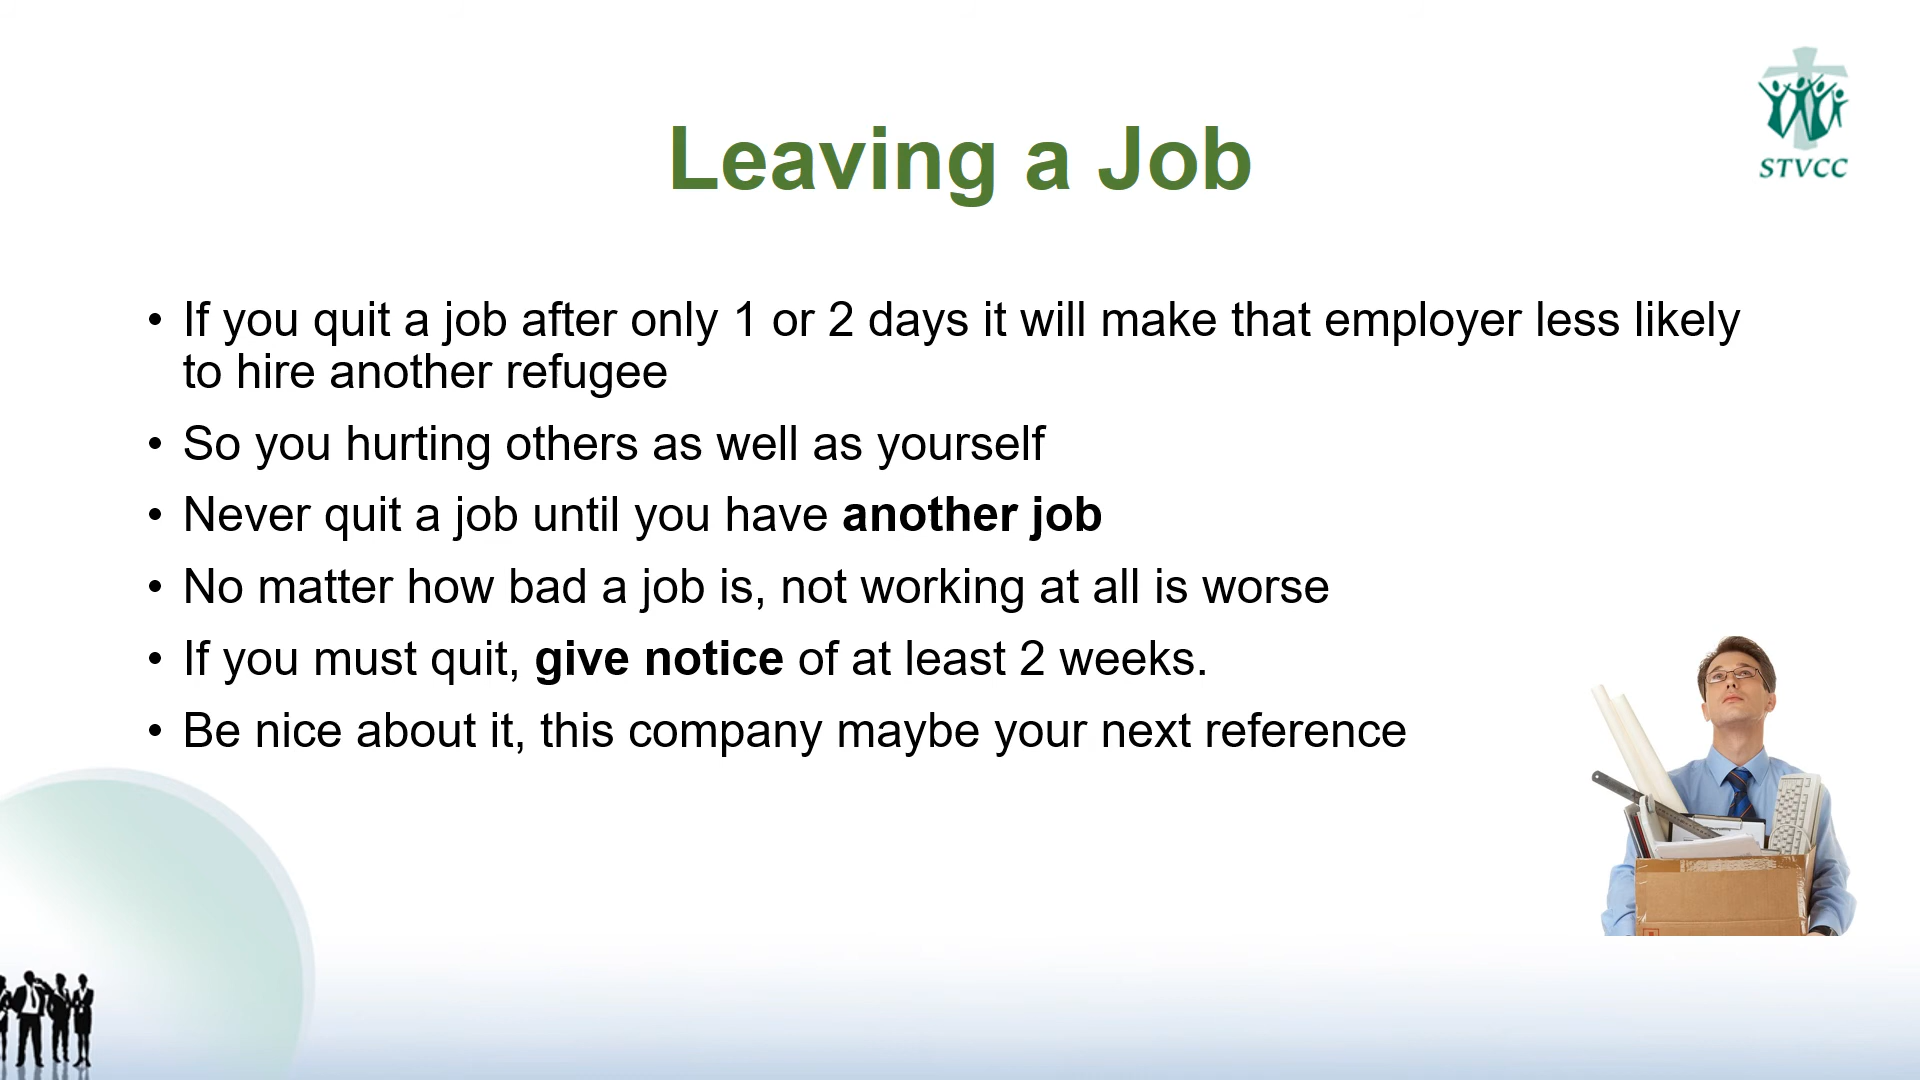 STVCC
Leaving a Job
• If you quit a job after only 1 or 2 days it will make that employer less likely
to hire another refugee
• So you hurting others as well as yourself
• Never quit a job until you have another job
• No matter how bad a job is, not working at all is worse
• If you must quit, give notice of at least 2 weeks.
• Be nice about it, this company maybe your next reference